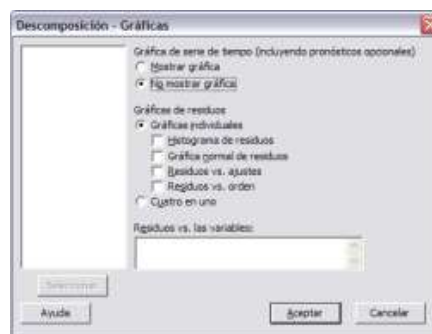 Descomposición - Gráficas
Gráfica de serie de tiempo (incluyendo pronósticos opcionales)
Mostrar gráfica
No mostrar gráfica
Gráficas de residuos
Gráficas individuales
Histograma de residuos
Gráfica normal de residuos
Residuos vs. ajustes
Residuos vs. orden
Cuatro en uno
Residuos vs. las variables:
Seleccionar
Ayuda
Aceptar
Cancelar